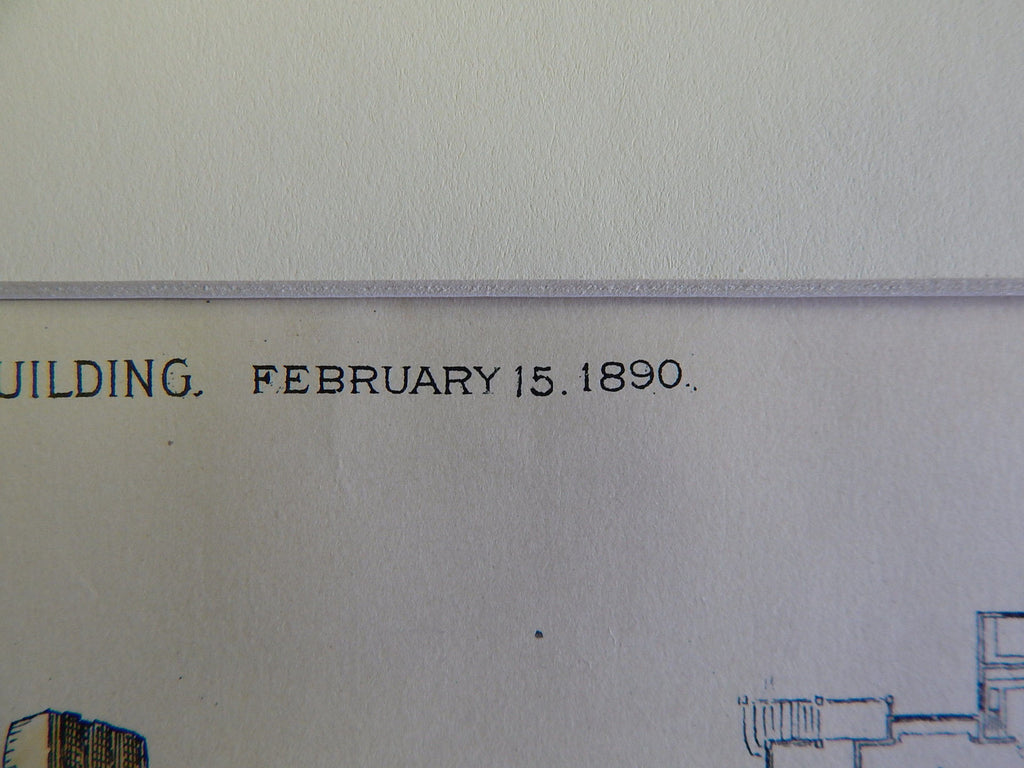 UILDING. FEBRUARY 15. 1890.